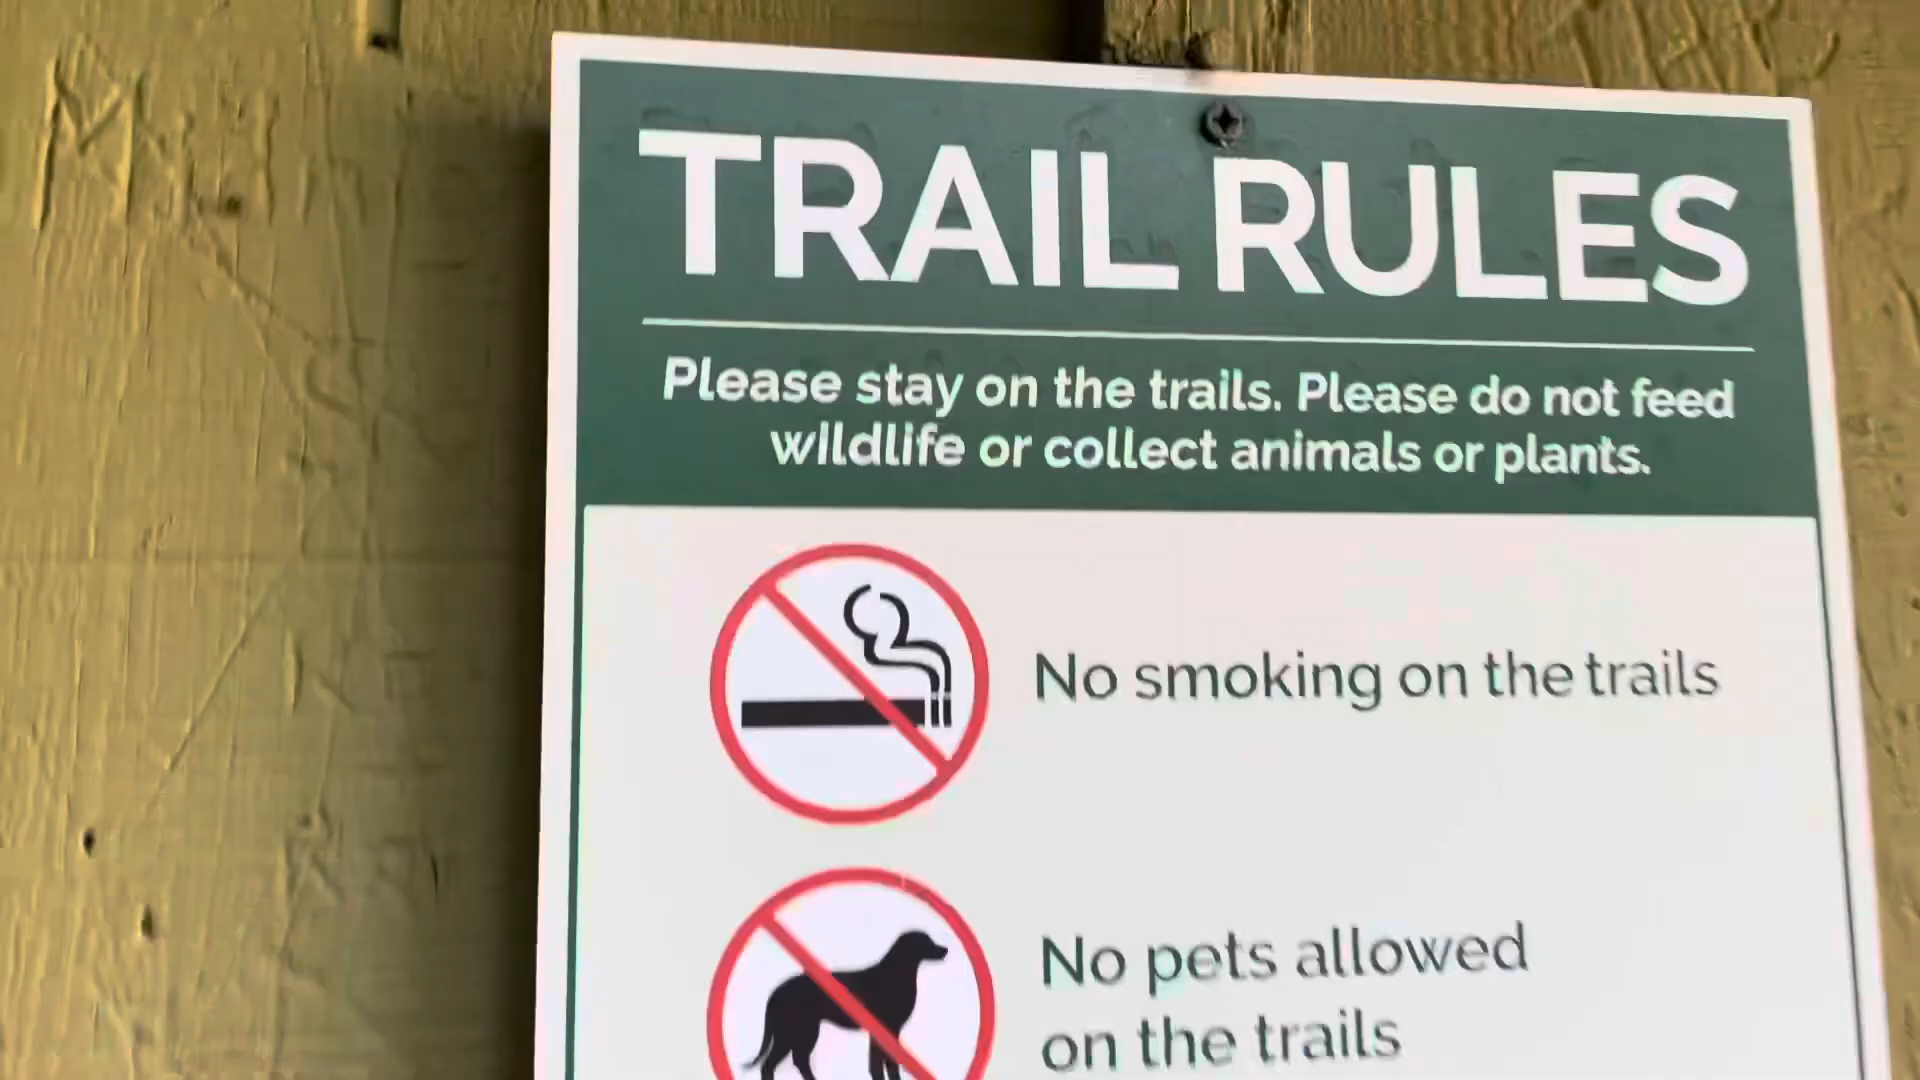 TRAIL RULES
Please stay on the trails. Please do not feed
wildlife or collect animals or plants.
No smoking on the trails
No pets allowed
on the trails